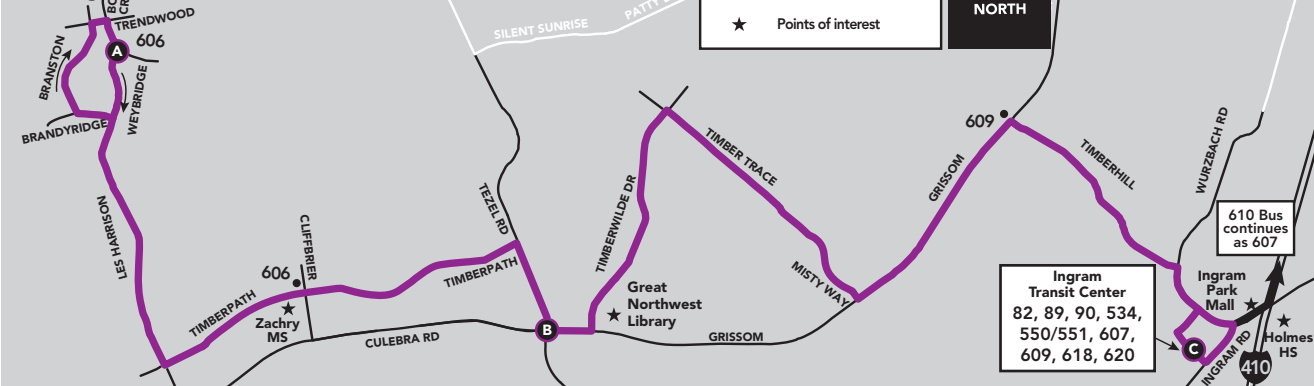 TRENDWOOD
606
A
BRANSTON
WEYBRIDGE
BRANDYRIDGE
LES HARRISON
SILENT SUNRISE
Points of interest
NORTH
TEZEL RD
CLIFFBRIER
606
TIMBERPATH
Zachry
MS
TIMBERPATH
CULEBRA RD
B
TIMBERWILDE DR
Great
Northwest
Library
TIMBER TRACE
MISTY WAY
GRISSOM
GRISSOM
609
TIMBERHILL
WURZBACH RD
610 Bus
continues
as 607
Ingram
Transit Center
82, 89, 90, 534,
550/551, 607,
609, 618, 620
Ingram
Park
Mall
C
INGRAM RD
410
Holmes
HS